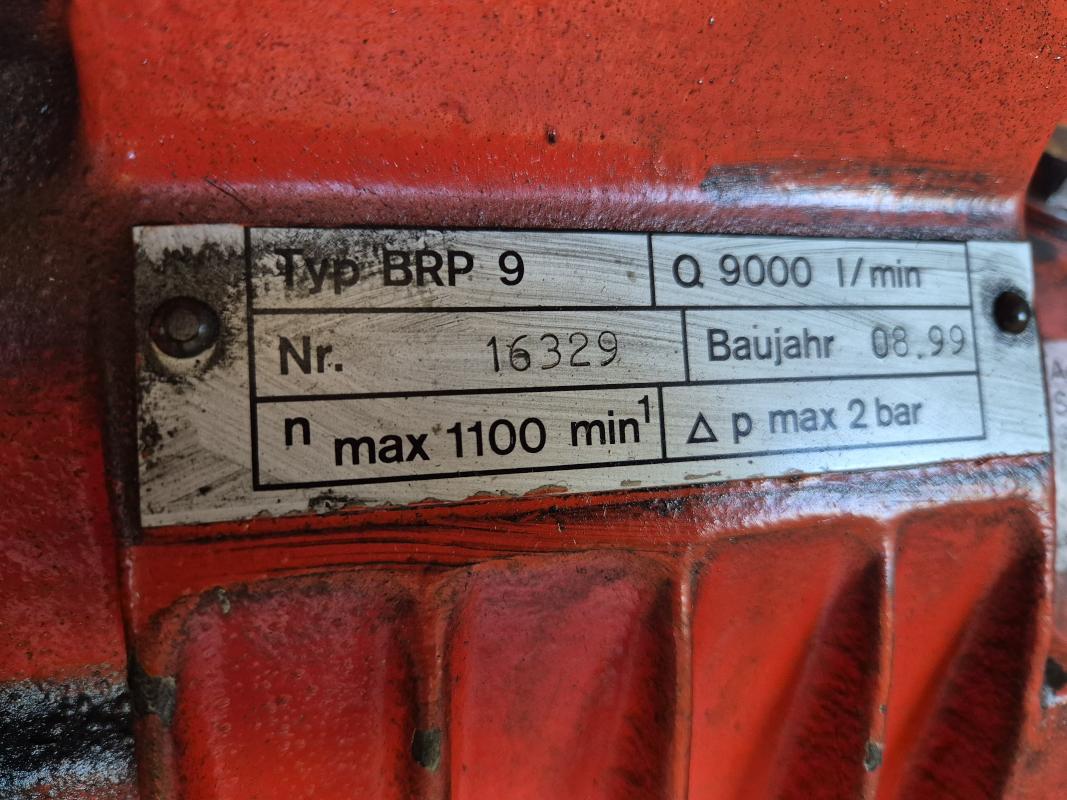 Typ BRP 9
Q 9000 l/min
Nr. 16329
Baujahr 08.99
n max 1100 min¹
Δ p max 2 bar